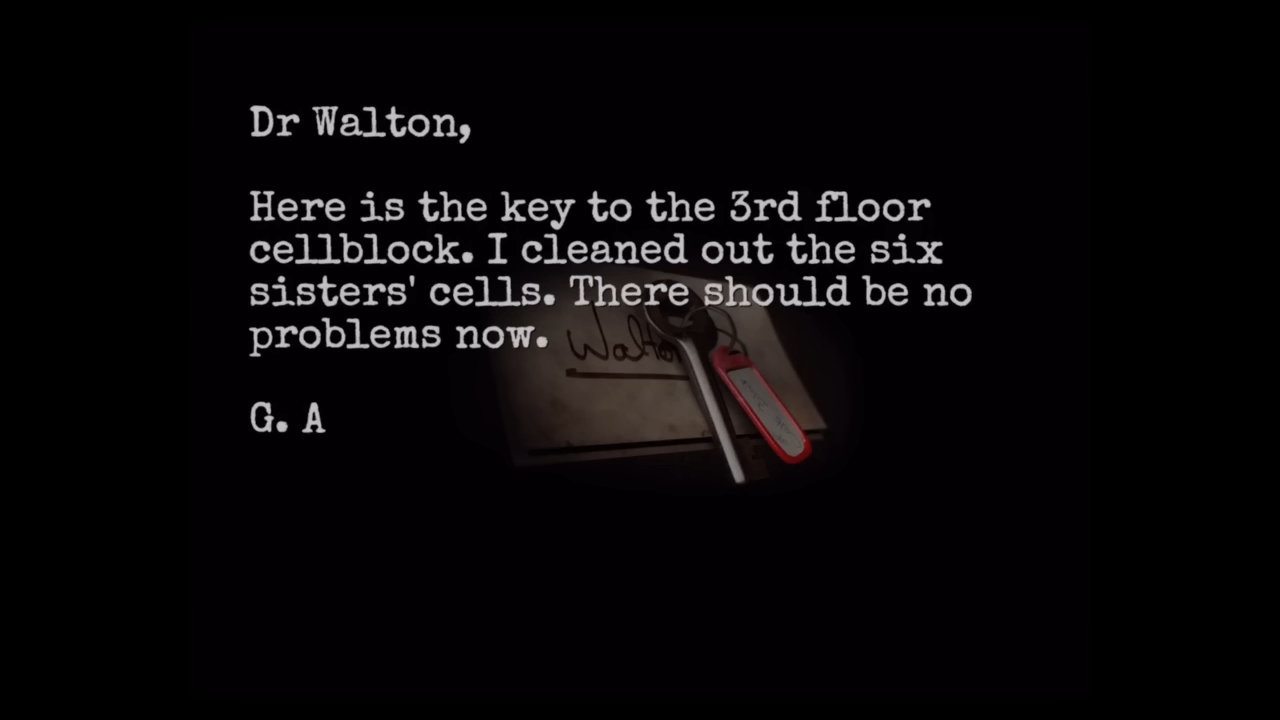 Dr Walton,
Here is the key to the 3rd floor
cellblock. I cleaned out the six
sisters' cells. There should be no
problems now.
Walton
G. A